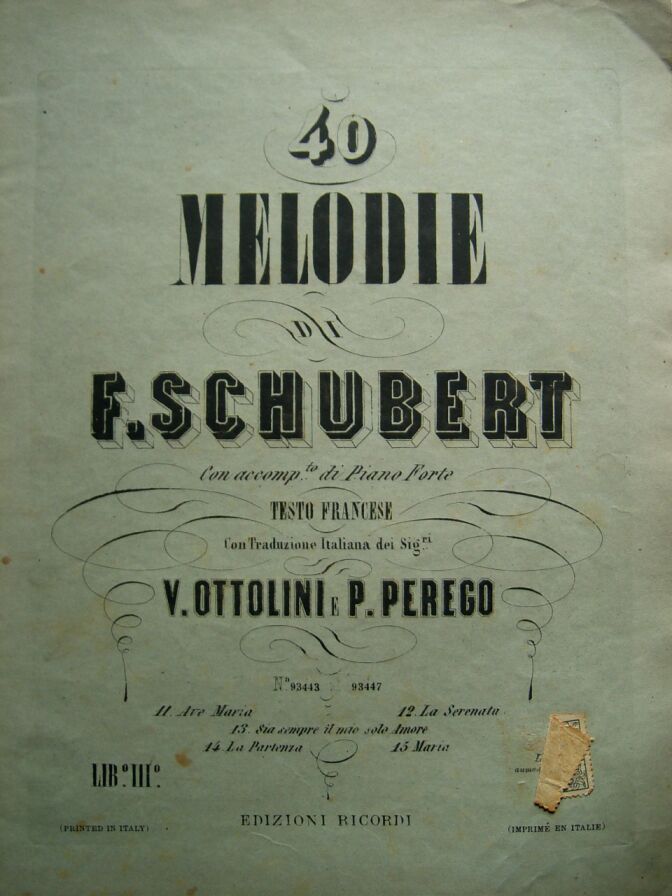 40
MELODIE
DI
F. SCHUBERT
Con accomp.to di Piano Forte
TESTO FRANCESE
Con Traduzione Italiana dei Sig.ri
V. OTTOLINI E P. PEREGO
N.o 93443 93447
11. Ave Maria 12. La Serenata
13. Sia sempre il mio solo Amore
14. La Partenza 15 Maria
LIB.o III.o
EDIZIONI RICORDI
(PRINTED IN ITALY) (IMPRIMÉ EN ITALIE)